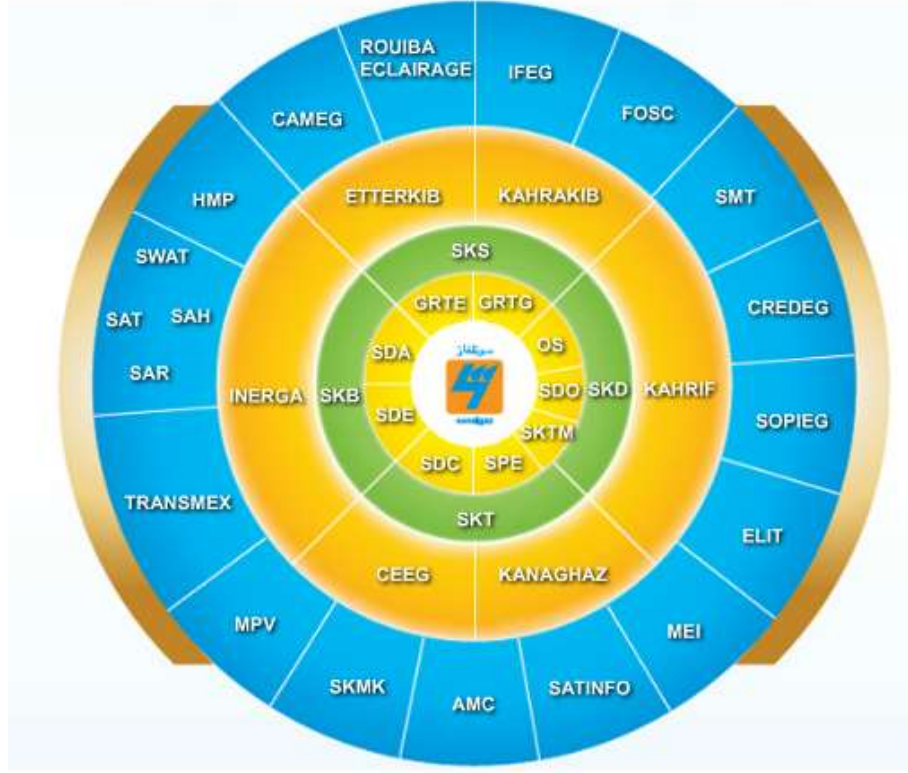 ROUIBA
ECLAIRAGE
IFEG
CAMEG
FOSC
HMP
SMT
ETTERKIB
KAHRAKIB
SWAT
SKS
SAT
SAH
GRTE
GRTG
CREDEG
SAR
SDA
سونلغاز
OS
INERGA
SKB
SDO
SKD
KAHRIF
SDE
sonelgaz
SOPIEG
SKTM
SDC
SPE
TRANSMEX
SKT
ELIT
CEEG
KANAGHAZ
MPV
MEI
SKMK
AMC
SATINFO